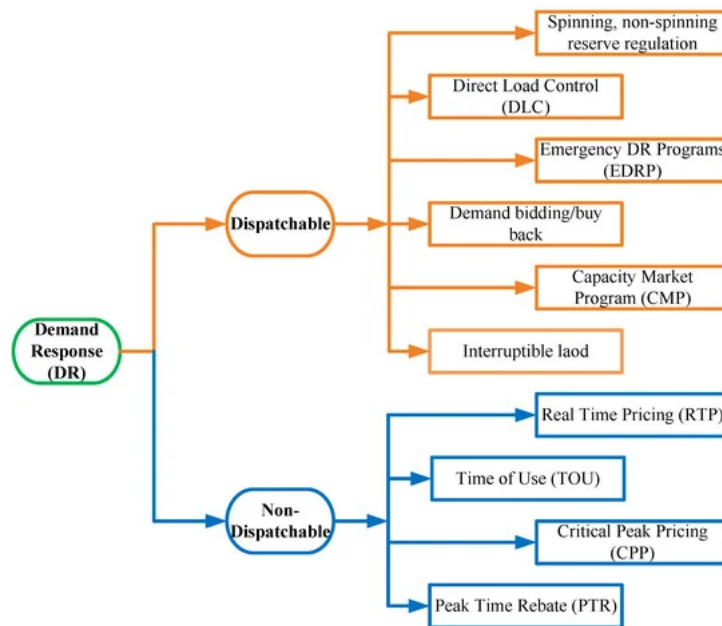 Spinning, non-spinning
reserve regulation
Direct Load Control
(DLC)
Emergency DR Programs
(EDRP)
Dispatchable
Demand bidding/buy
back
Capacity Market
Program (CMP)
Demand
Response
(DR)
Interruptible laod
Real Time Pricing (RTP)
Time of Use (TOU)
Non-
Dispatchable
Critical Peak Pricing
(CPP)
Peak Time Rebate (PTR)